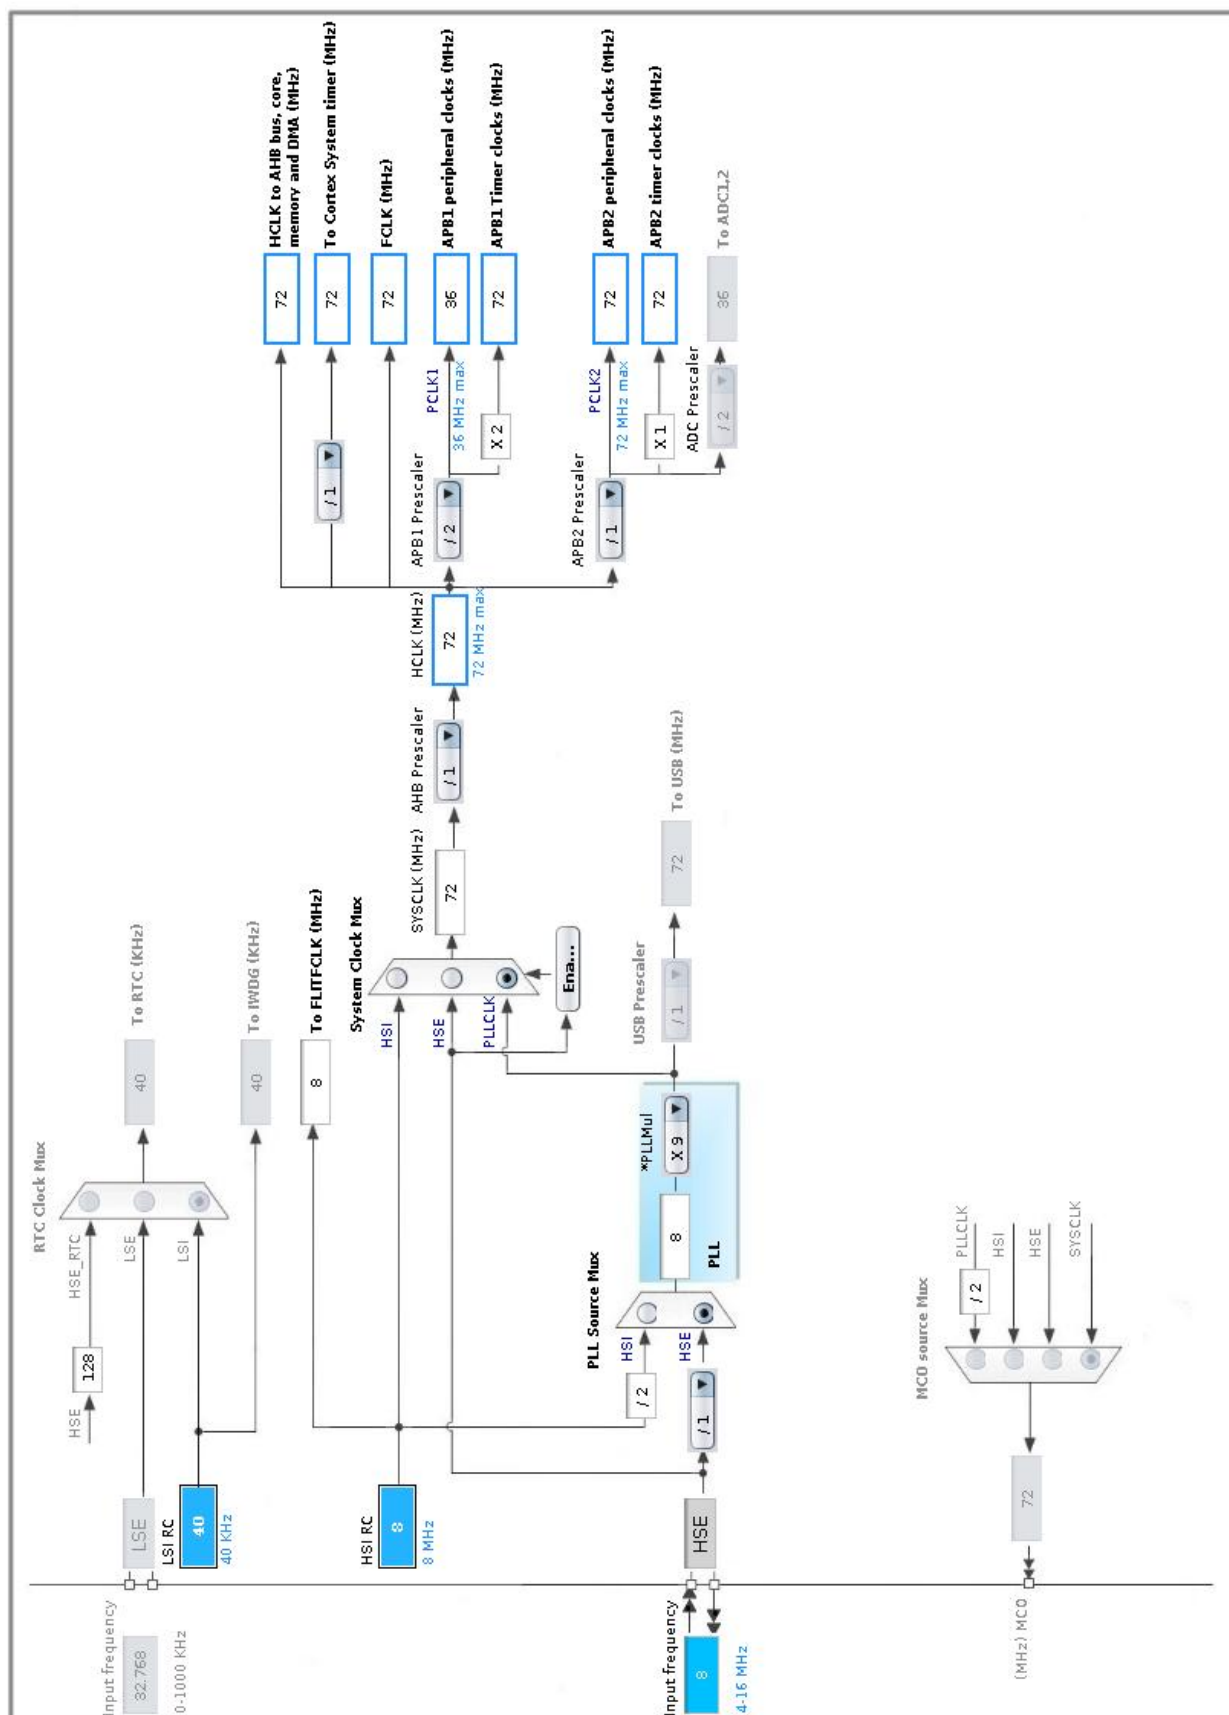 RTC Clock Mux
HSE
128
HSE_RTC
LSE
LSI
40
To RTC (KHz)
Input frequency
32.768
0-1000 KHz
LSE
LSI RC
40
40 KHz
40
To IWDG (KHz)
HSI RC
8
8 MHz
8
To FLITFCLK (MHz)
System Clock Mux
HSI
HSE
PLLCLK
Ena...
SYSCLK (MHz)
72
AHB Prescaler
/ 1
HCLK (MHz)
72
72 MHz max
72
HCLK to AHB bus, core,
memory and DMA (MHz)
/ 1
72
To Cortex System timer (MHz)
72
FCLK (MHz)
APB1 Prescaler
/ 2
PCLK1
36 MHz max
36
APB1 peripheral clocks (MHz)
X 2
72
APB1 Timer clocks (MHz)
APB2 Prescaler
/ 1
PCLK2
72 MHz max
72
APB2 peripheral clocks (MHz)
X 1
72
APB2 timer clocks (MHz)
ADC Prescaler
/ 2
36
To ADC1,2
PLL Source Mux
HSI
/ 2
HSE
/ 1
8
*PLLMul
X 9
PLL
USB Prescaler
/ 1
72
To USB (MHz)
Input frequency
8
4-16 MHz
HSE
MCO source Mux
/ 2
PLLCLK
HSI
HSE
SYSCLK
72
(MHz) MCO